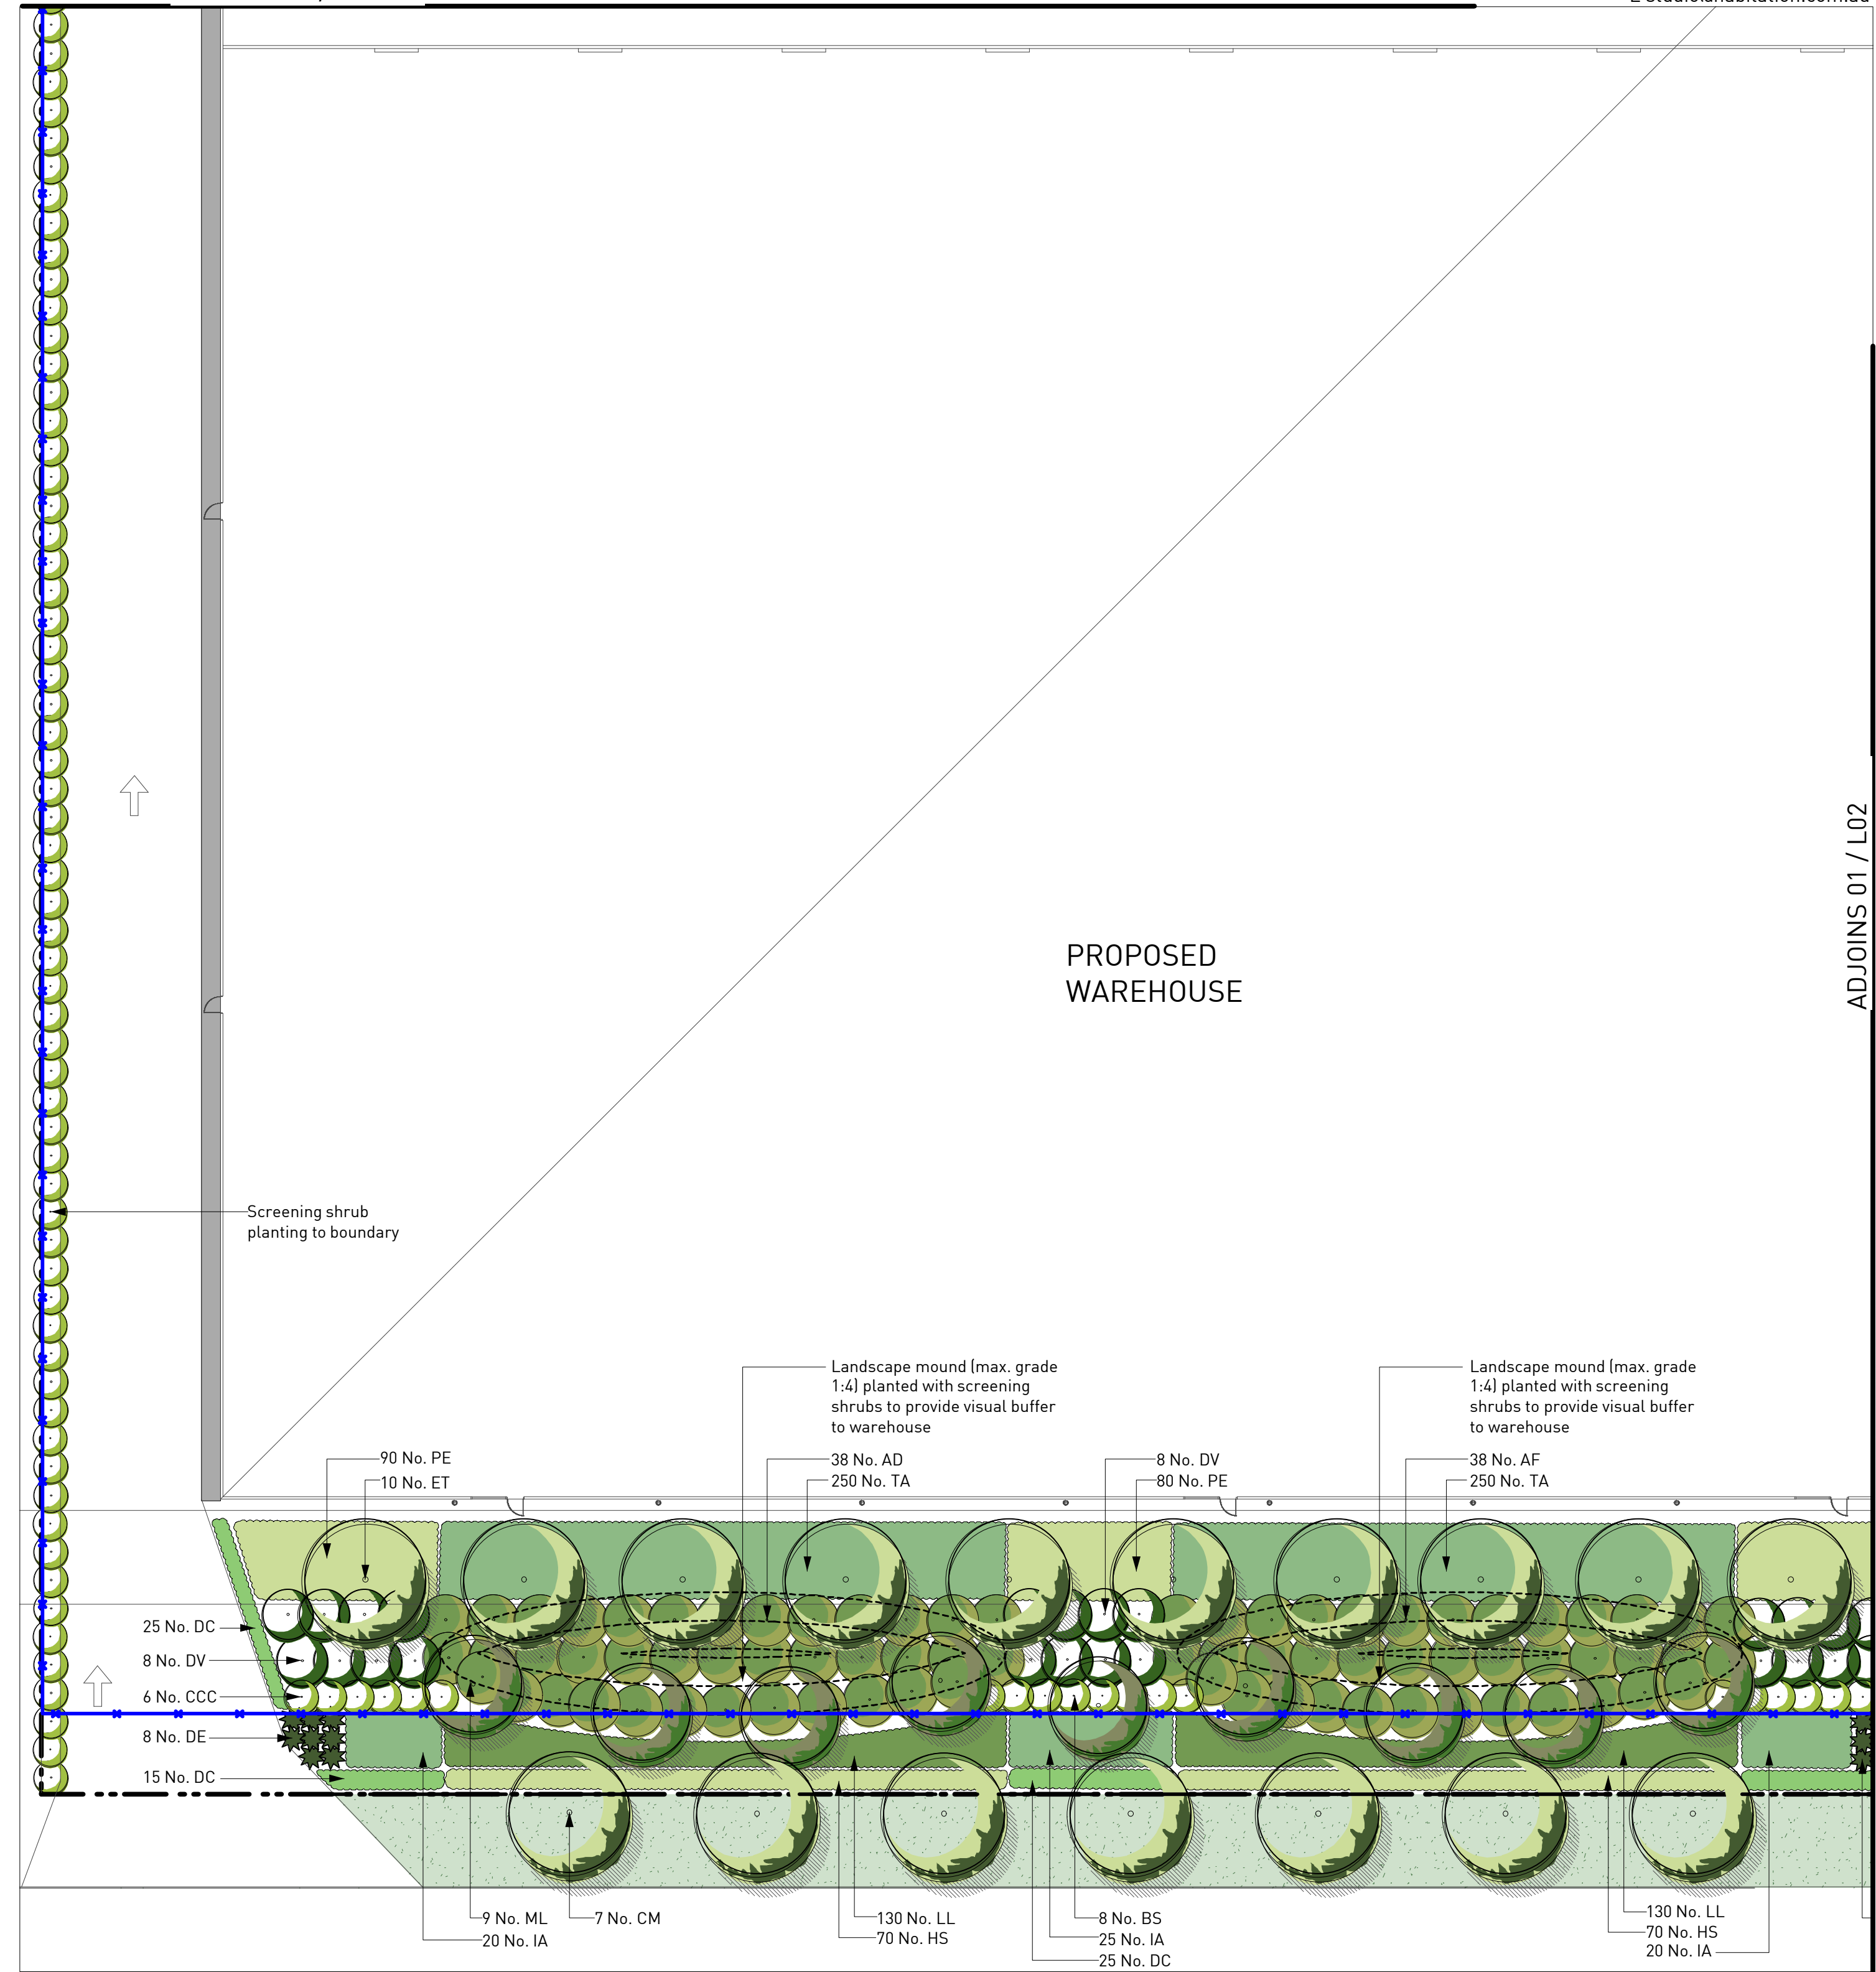 PROPOSED
WAREHOUSE
ADJOINS 01 / L02
Screening shrub
planting to boundary
Landscape mound (max. grade
1:4) planted with screening
shrubs to provide visual buffer
to warehouse
Landscape mound (max. grade
1:4) planted with screening
shrubs to provide visual buffer
to warehouse
90 No. PE
10 No. ET
38 No. AD
250 No. TA
8 No. DV
80 No. PE
38 No. AF
250 No. TA
25 No. DC
8 No. DV
6 No. CCC
8 No. DE
15 No. DC
9 No. ML
20 No. IA
7 No. CM
130 No. LL
70 No. HS
8 No. BS
25 No. IA
25 No. DC
130 No. LL
70 No. HS
20 No. IA